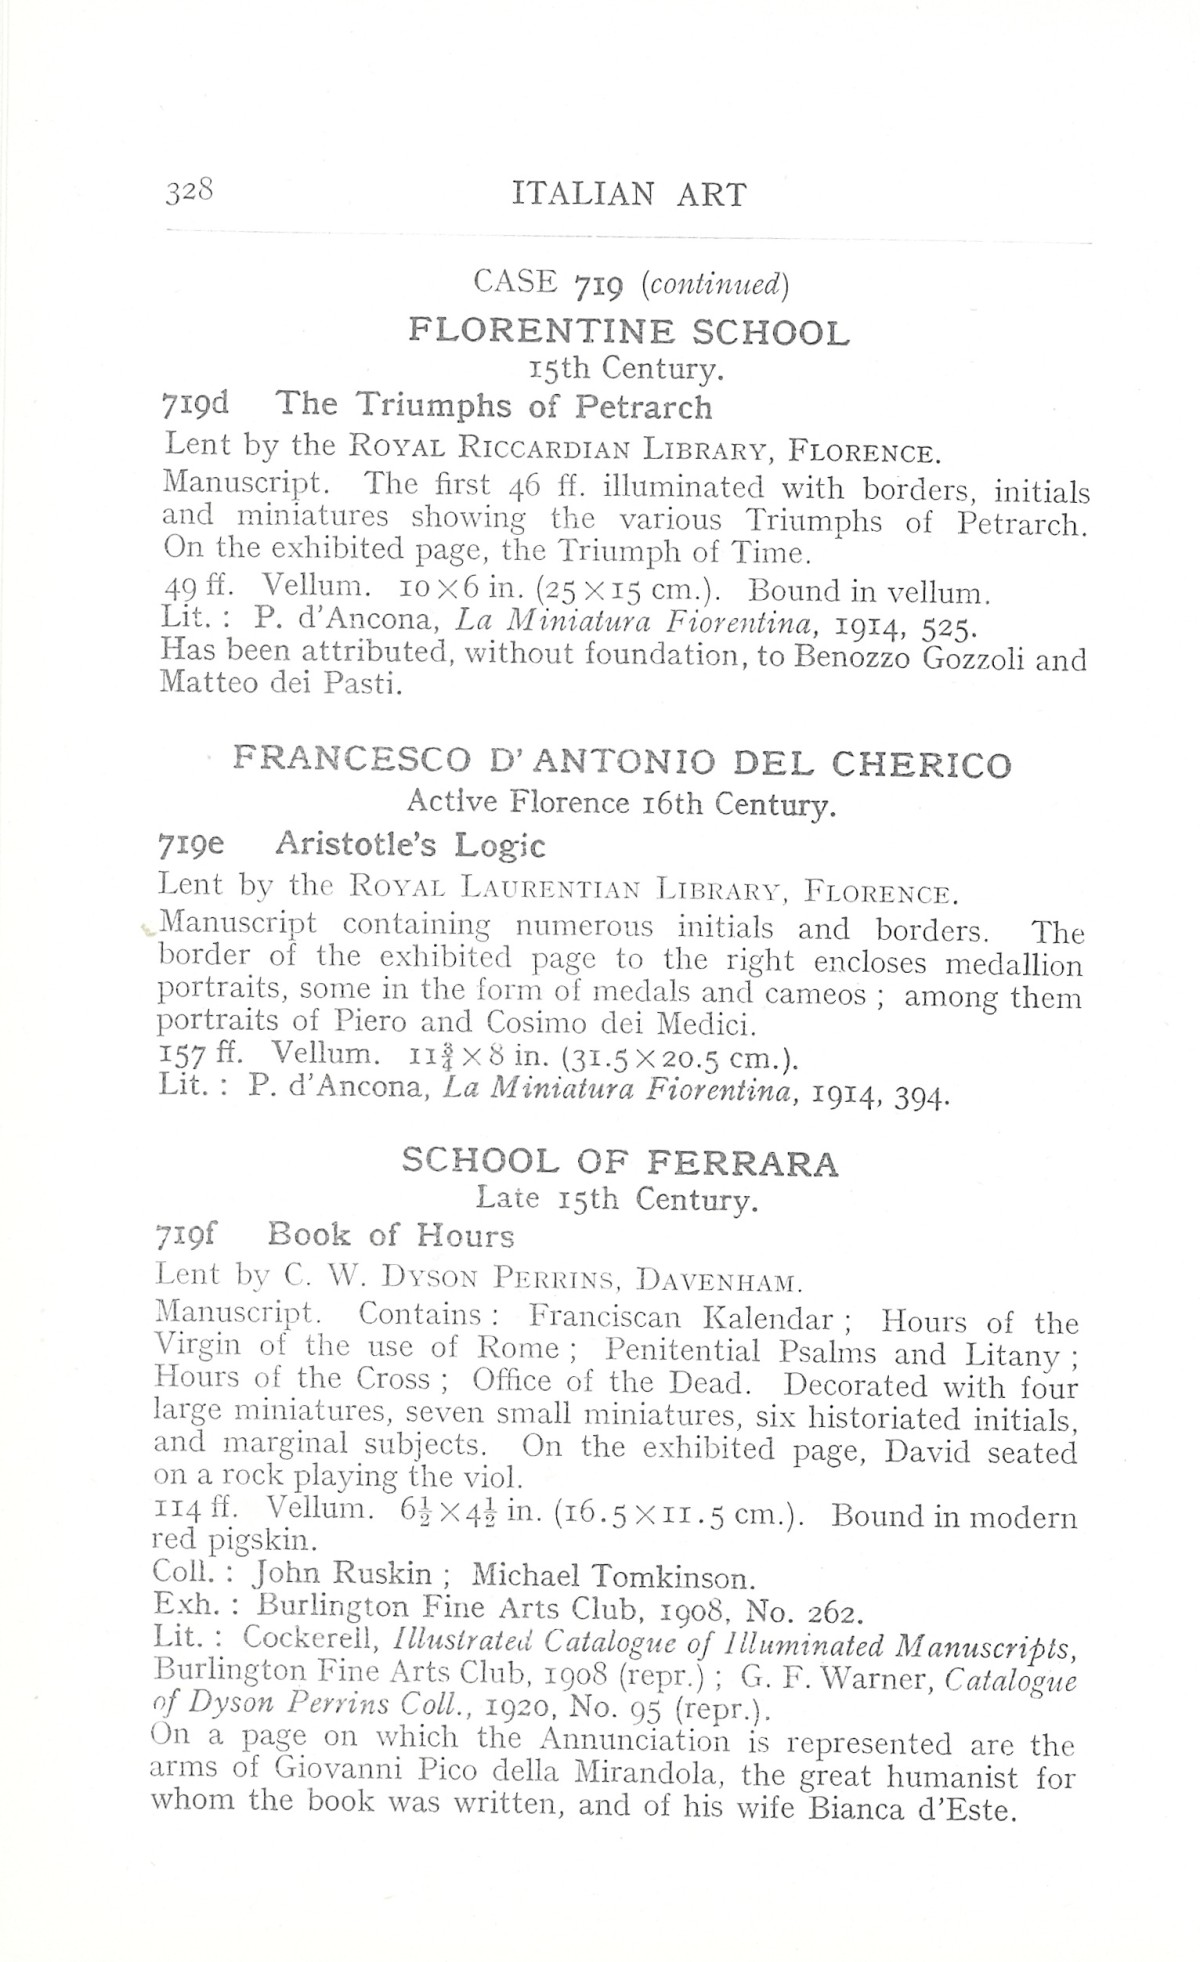 328 ITALIAN ART
CASE 719 (continued)
FLORENTINE SCHOOL
15th Century.
719d The Triumphs of Petrarch
Lent by the ROYAL RICCARDIAN LIBRARY, FLORENCE.
Manuscript. The first 46 ff. illuminated with borders, initials
and miniatures showing the various Triumphs of Petrarch.
On the exhibited page, the Triumph of Time.
49 ff. Vellum. 10 × 6 in. (25 × 15 cm.). Bound in vellum.
Lit. : P. d'Ancona, La Miniatura Fiorentina, 1914, 525.
Has been attributed, without foundation, to Benozzo Gozzoli and
Matteo dei Pasti.
FRANCESCO D'ANTONIO DEL CHERICO
Active Florence 16th Century.
719e Aristotle's Logic
Lent by the ROYAL LAURENTIAN LIBRARY, FLORENCE.
Manuscript containing numerous initials and borders. The
border of the exhibited page to the right encloses medallion
portraits, some in the form of medals and cameos ; among them
portraits of Piero and Cosimo dei Medici.
157 ff. Vellum. 11¾ × 8 in. (31.5 × 20.5 cm.).
Lit. : P. d'Ancona, La Miniatura Fiorentina, 1914, 394.
SCHOOL OF FERRARA
Late 15th Century.
719f Book of Hours
Lent by C. W. DYSON PERRINS, DAVENHAM.
Manuscript. Contains : Franciscan Kalendar ; Hours of the
Virgin of the use of Rome ; Penitential Psalms and Litany ;
Hours of the Cross ; Office of the Dead. Decorated with four
large miniatures, seven small miniatures, six historiated initials,
and marginal subjects. On the exhibited page, David seated
on a rock playing the viol.
114 ff. Vellum. 6½ × 4½ in. (16.5 × 11.5 cm.). Bound in modern
red pigskin.
Coll. : John Ruskin ; Michael Tomkinson.
Exh. : Burlington Fine Arts Club, 1908, No. 262.
Lit. : Cockerell, Illustrated Catalogue of Illuminated Manuscripts,
Burlington Fine Arts Club, 1908 (repr.) ; G. F. Warner, Catalogue
of Dyson Perrins Coll., 1920, No. 95 (repr.).
On a page on which the Annunciation is represented are the
arms of Giovanni Pico della Mirandola, the great humanist for
whom the book was written, and of his wife Bianca d'Este.